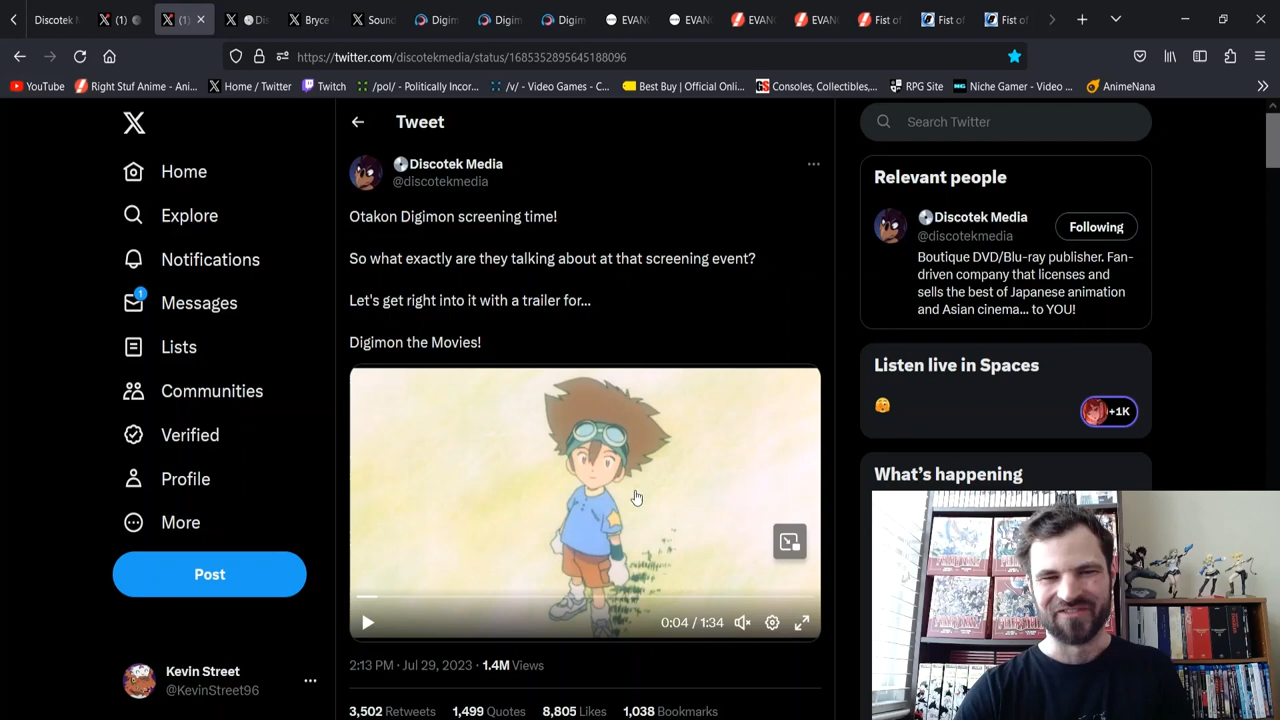 Discotek M
(1)
(1)
Dis
Bryce
Sound
Digim
Digim
Digim
EVAN
EVAN
EVANG
EVAN
Fist of
Fist of
Fist of
https://twitter.com/discotekmedia/status/1685352895645188096
YouTube
Right Stuf Anime - Ani...
Home / Twitter
Twitch
/pol/ - Politically Incor...
/v/ - Video Games - C...
Best Buy | Official Onli...
Consoles, Collectibles,...
RPG Site
Niche Gamer - Video ...
AnimeNana
Home
Explore
Notifications
1
Messages
Lists
Communities
Verified
Profile
More
Post
Kevin Street
@KevinStreet96
Tweet
Discotek Media
@discotekmedia
Otakon Digimon screening time!
So what exactly are they talking about at that screening event?
Let's get right into it with a trailer for...
Digimon the Movies!
0:04 / 1:34
2:13 PM · Jul 29, 2023 · 1.4M Views
3,502 Retweets 1,499 Quotes 8,805 Likes 1,038 Bookmarks
Search Twitter
Relevant people
Discotek Media
@discotekmedia
Following
Boutique DVD/Blu-ray publisher. Fan-
driven company that licenses and
sells the best of Japanese animation
and Asian cinema... to YOU!
Listen live in Spaces
+1K
What's happening